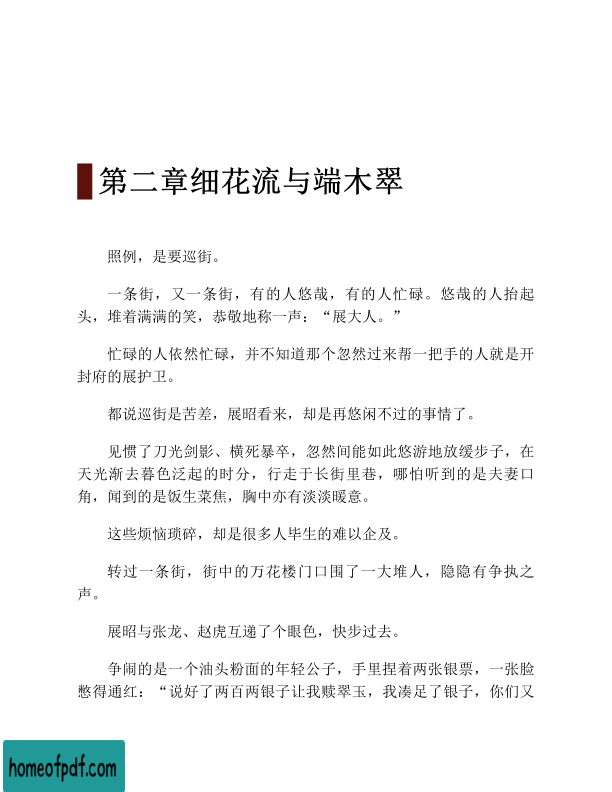 第二章细花流与端木翠
照例，是要巡街。
一条街，又一条街，有的人悠哉，有的人忙碌。悠哉的人抬起
头，堆着满满的笑，恭敬地称一声：“展大人。”
忙碌的人依然忙碌，并不知道那个忽然过来帮一把手的人就是开
封府的展护卫。
都说巡街是苦差，展昭看来，却是再悠闲不过的事情了。
见惯了刀光剑影、横死暴卒，忽然间能如此悠游地放缓步子，在
天光渐去暮色泛起的时分，行走于长街里巷，哪怕听到的是夫妻口
角，闻到的是饭生菜焦，胸中亦有淡淡暖意。
这些烦恼琐碎，却是很多人毕生的难以企及。
转过一条街，街中的万花楼门口围了一大堆人，隐隐有争执之
声。
展昭与张龙、赵虎互递了个眼色，快步过去。
争闹的是一个油头粉面的年轻公子，手里捏着两张银票，一张脸
憋得通红：“说好了两百两银子让我赎翠玉，我凑足了银子，你们又
homeofpdf.com